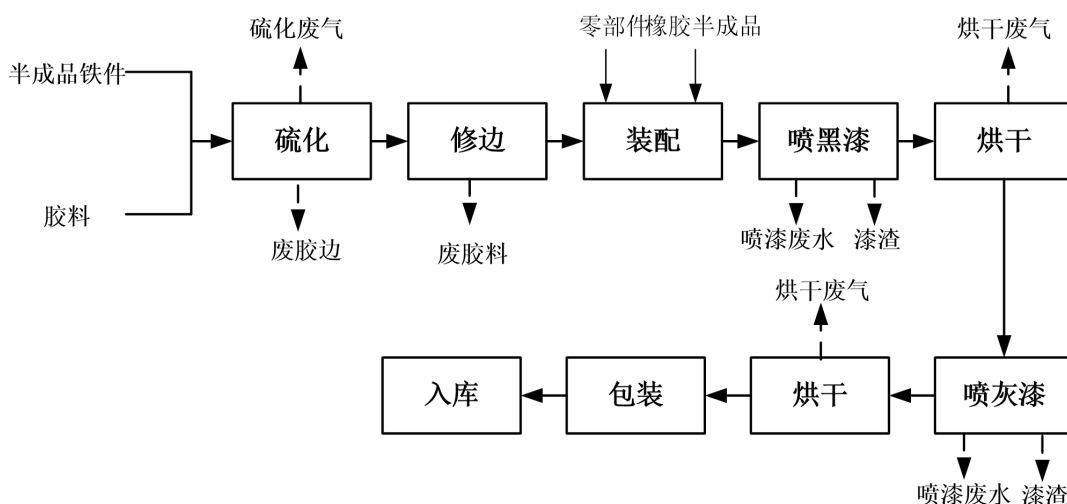 零部件
橡胶半成品
硫化废气
烘干废气
半成品铁件
硫化
修边
装配
喷黑漆
烘干
胶料
废胶边
废胶料
喷漆废水
漆渣
烘干废气
入库
包装
烘干
喷灰漆
喷漆废水
漆渣